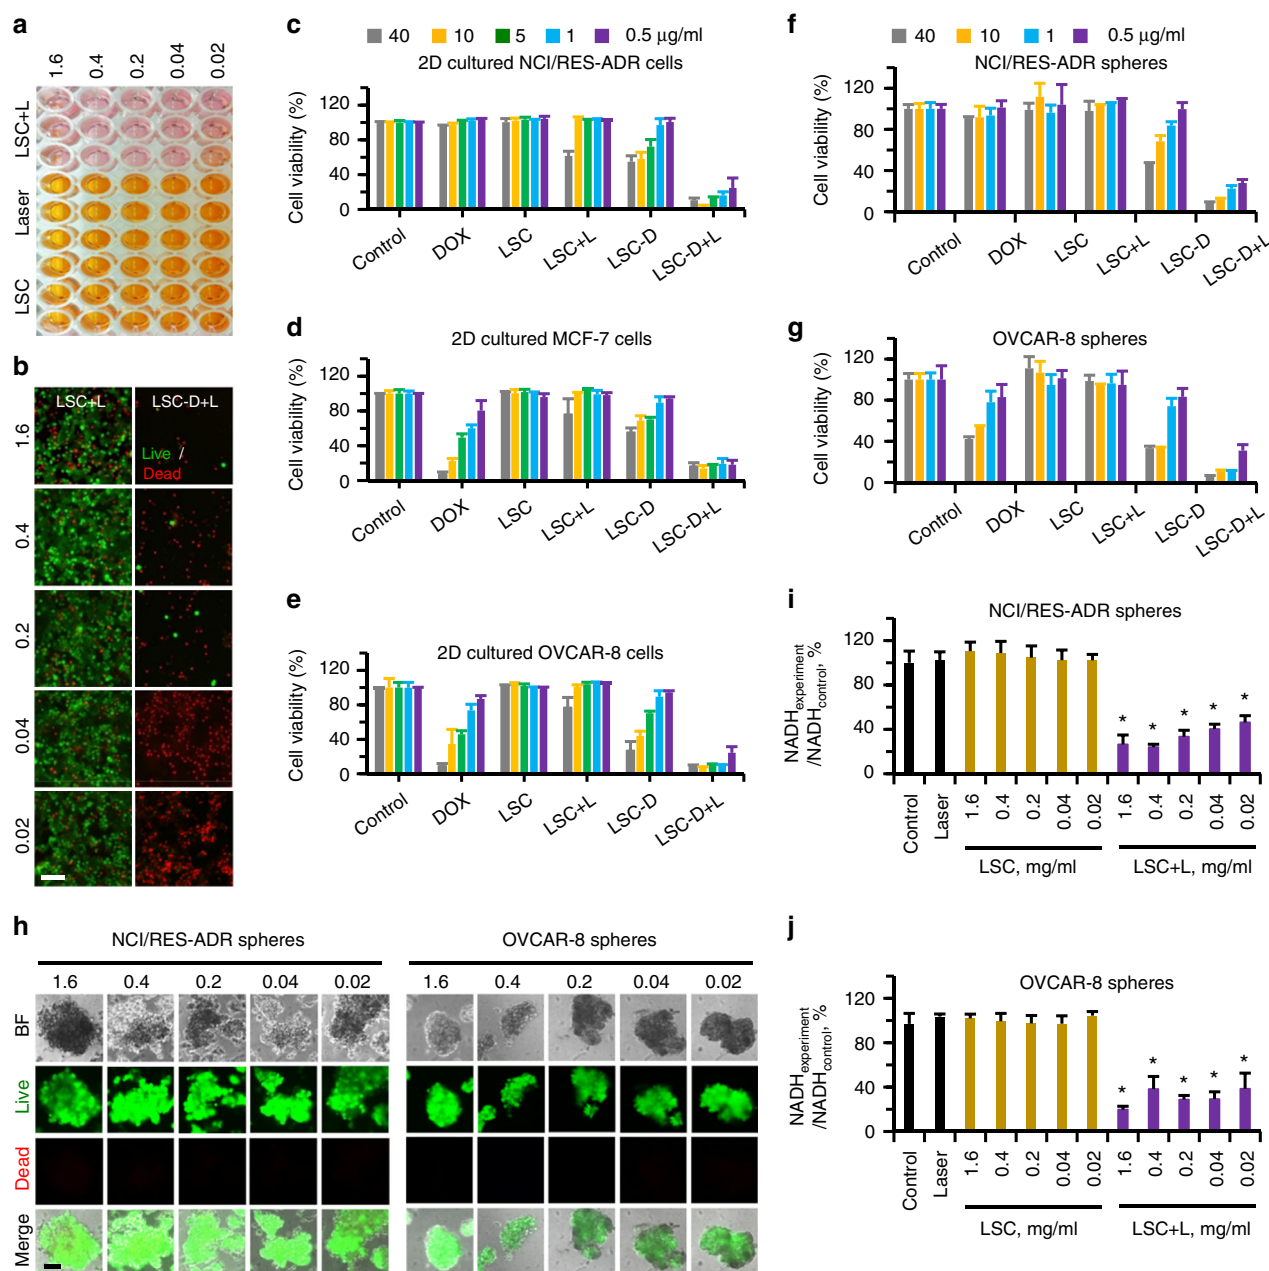 a
1.6 0.4 0.2 0.04 0.02
LSC+L
Laser
LSC
b
LSC+L LSC-D+L
Live / Dead
1.6
0.4
0.2
0.04
0.02
c
40 10 5 1 0.5 μg/ml
2D cultured NCI/RES-ADR cells
Cell viability (%)
120
80
40
0
Control DOX LSC LSC+L LSC-D LSC-D+L
d
2D cultured MCF-7 cells
Cell viability (%)
120
80
40
0
Control DOX LSC LSC+L LSC-D LSC-D+L
e
2D cultured OVCAR-8 cells
Cell viability (%)
120
80
40
0
Control DOX LSC LSC+L LSC-D LSC-D+L
f
40 10 1 0.5 μg/ml
NCI/RES-ADR spheres
Cell viability (%)
120
80
40
0
Control DOX LSC LSC+L LSC-D LSC-D+L
g
OVCAR-8 spheres
Cell viability (%)
120
80
40
0
Control DOX LSC LSC+L LSC-D LSC-D+L
h
NCI/RES-ADR spheres OVCAR-8 spheres
1.6 0.4 0.2 0.04 0.02 1.6 0.4 0.2 0.04 0.02
BF
Live
Dead
Merge
i
NCI/RES-ADR spheres
NADHexperiment
/NADHcontrol, %
120
80
40
0
* * * * *
Control Laser 1.6 0.4 0.2 0.04 0.02 1.6 0.4 0.2 0.04 0.02
LSC, mg/ml LSC+L, mg/ml
j
OVCAR-8 spheres
NADHexperiment
/NADHcontrol, %
120
80
40
0
* * * * *
Control Laser 1.6 0.4 0.2 0.04 0.02 1.6 0.4 0.2 0.04 0.02
LSC, mg/ml LSC+L, mg/ml